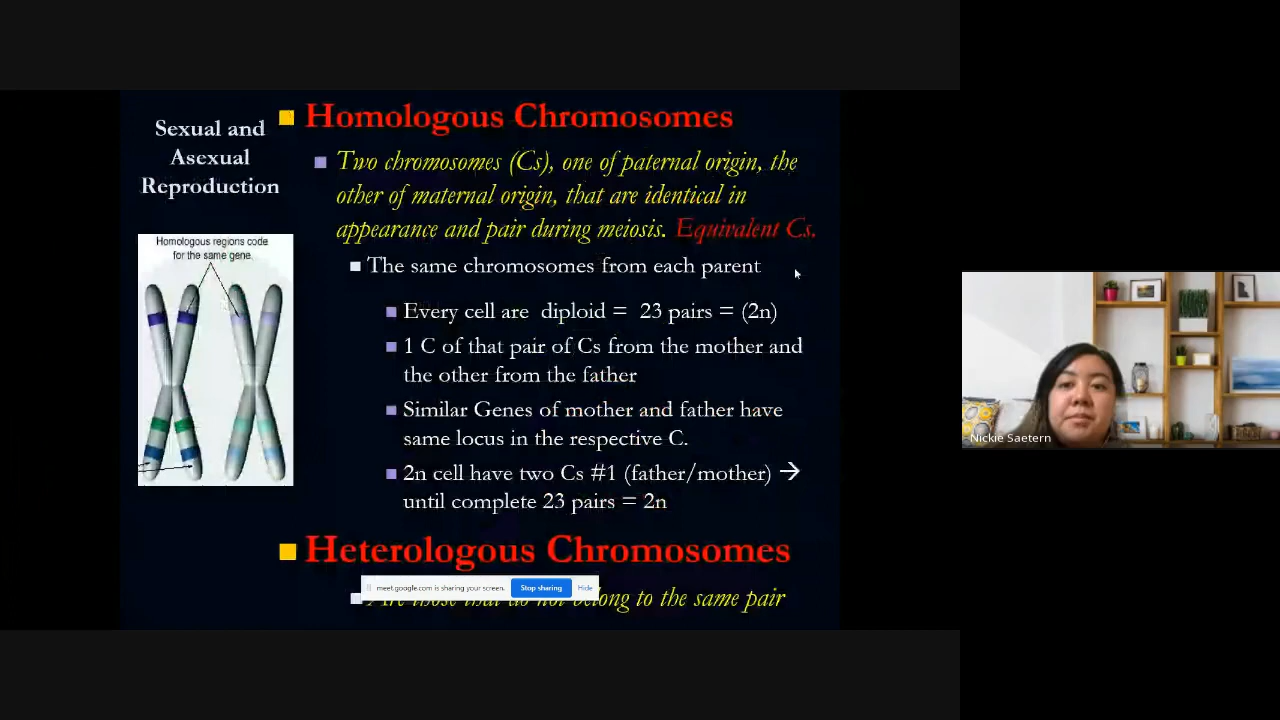 Sexual and
Asexual
Reproduction
Homologous regions code
for the same gene.
Homologous Chromosomes
Two chromosomes (Cs), one of paternal origin, the
other of maternal origin, that are identical in
appearance and pair during meiosis. Equivalent Cs.
The same chromosomes from each parent
Every cell are diploid = 23 pairs = (2n)
1 C of that pair of Cs from the mother and
the other from the father
Similar Genes of mother and father have
same locus in the respective C.
2n cell have two Cs #1 (father/mother) →
until complete 23 pairs = 2n
Heterologous Chromosomes
meet.google.com is sharing your screen. Stop sharing Hide
Are those that do not belong to the same pair
Nickie Saetern